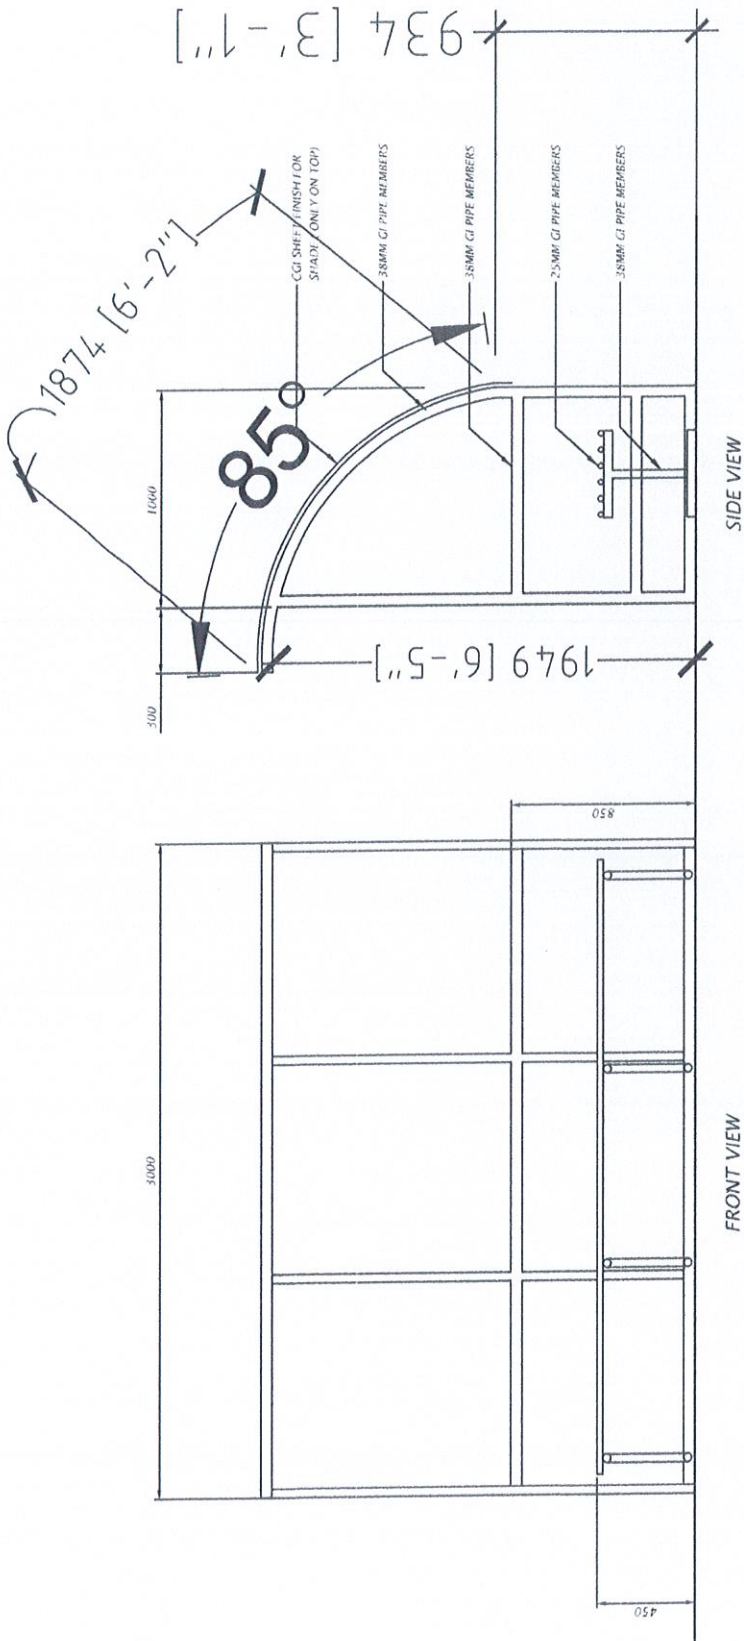 934 [3'-1"]
1874 [6'-2"]
CGI SHEET FINISH FOR
SHADE (ONLY ON TOP)
38MM GI PIPE MEMBERS
38MM GI PIPE MEMBERS
25MM GI PIPE MEMBERS
38MM GI PIPE MEMBERS
85°
1000
300
1949 [6'-5"]
SIDE VIEW
850
3000
450
FRONT VIEW